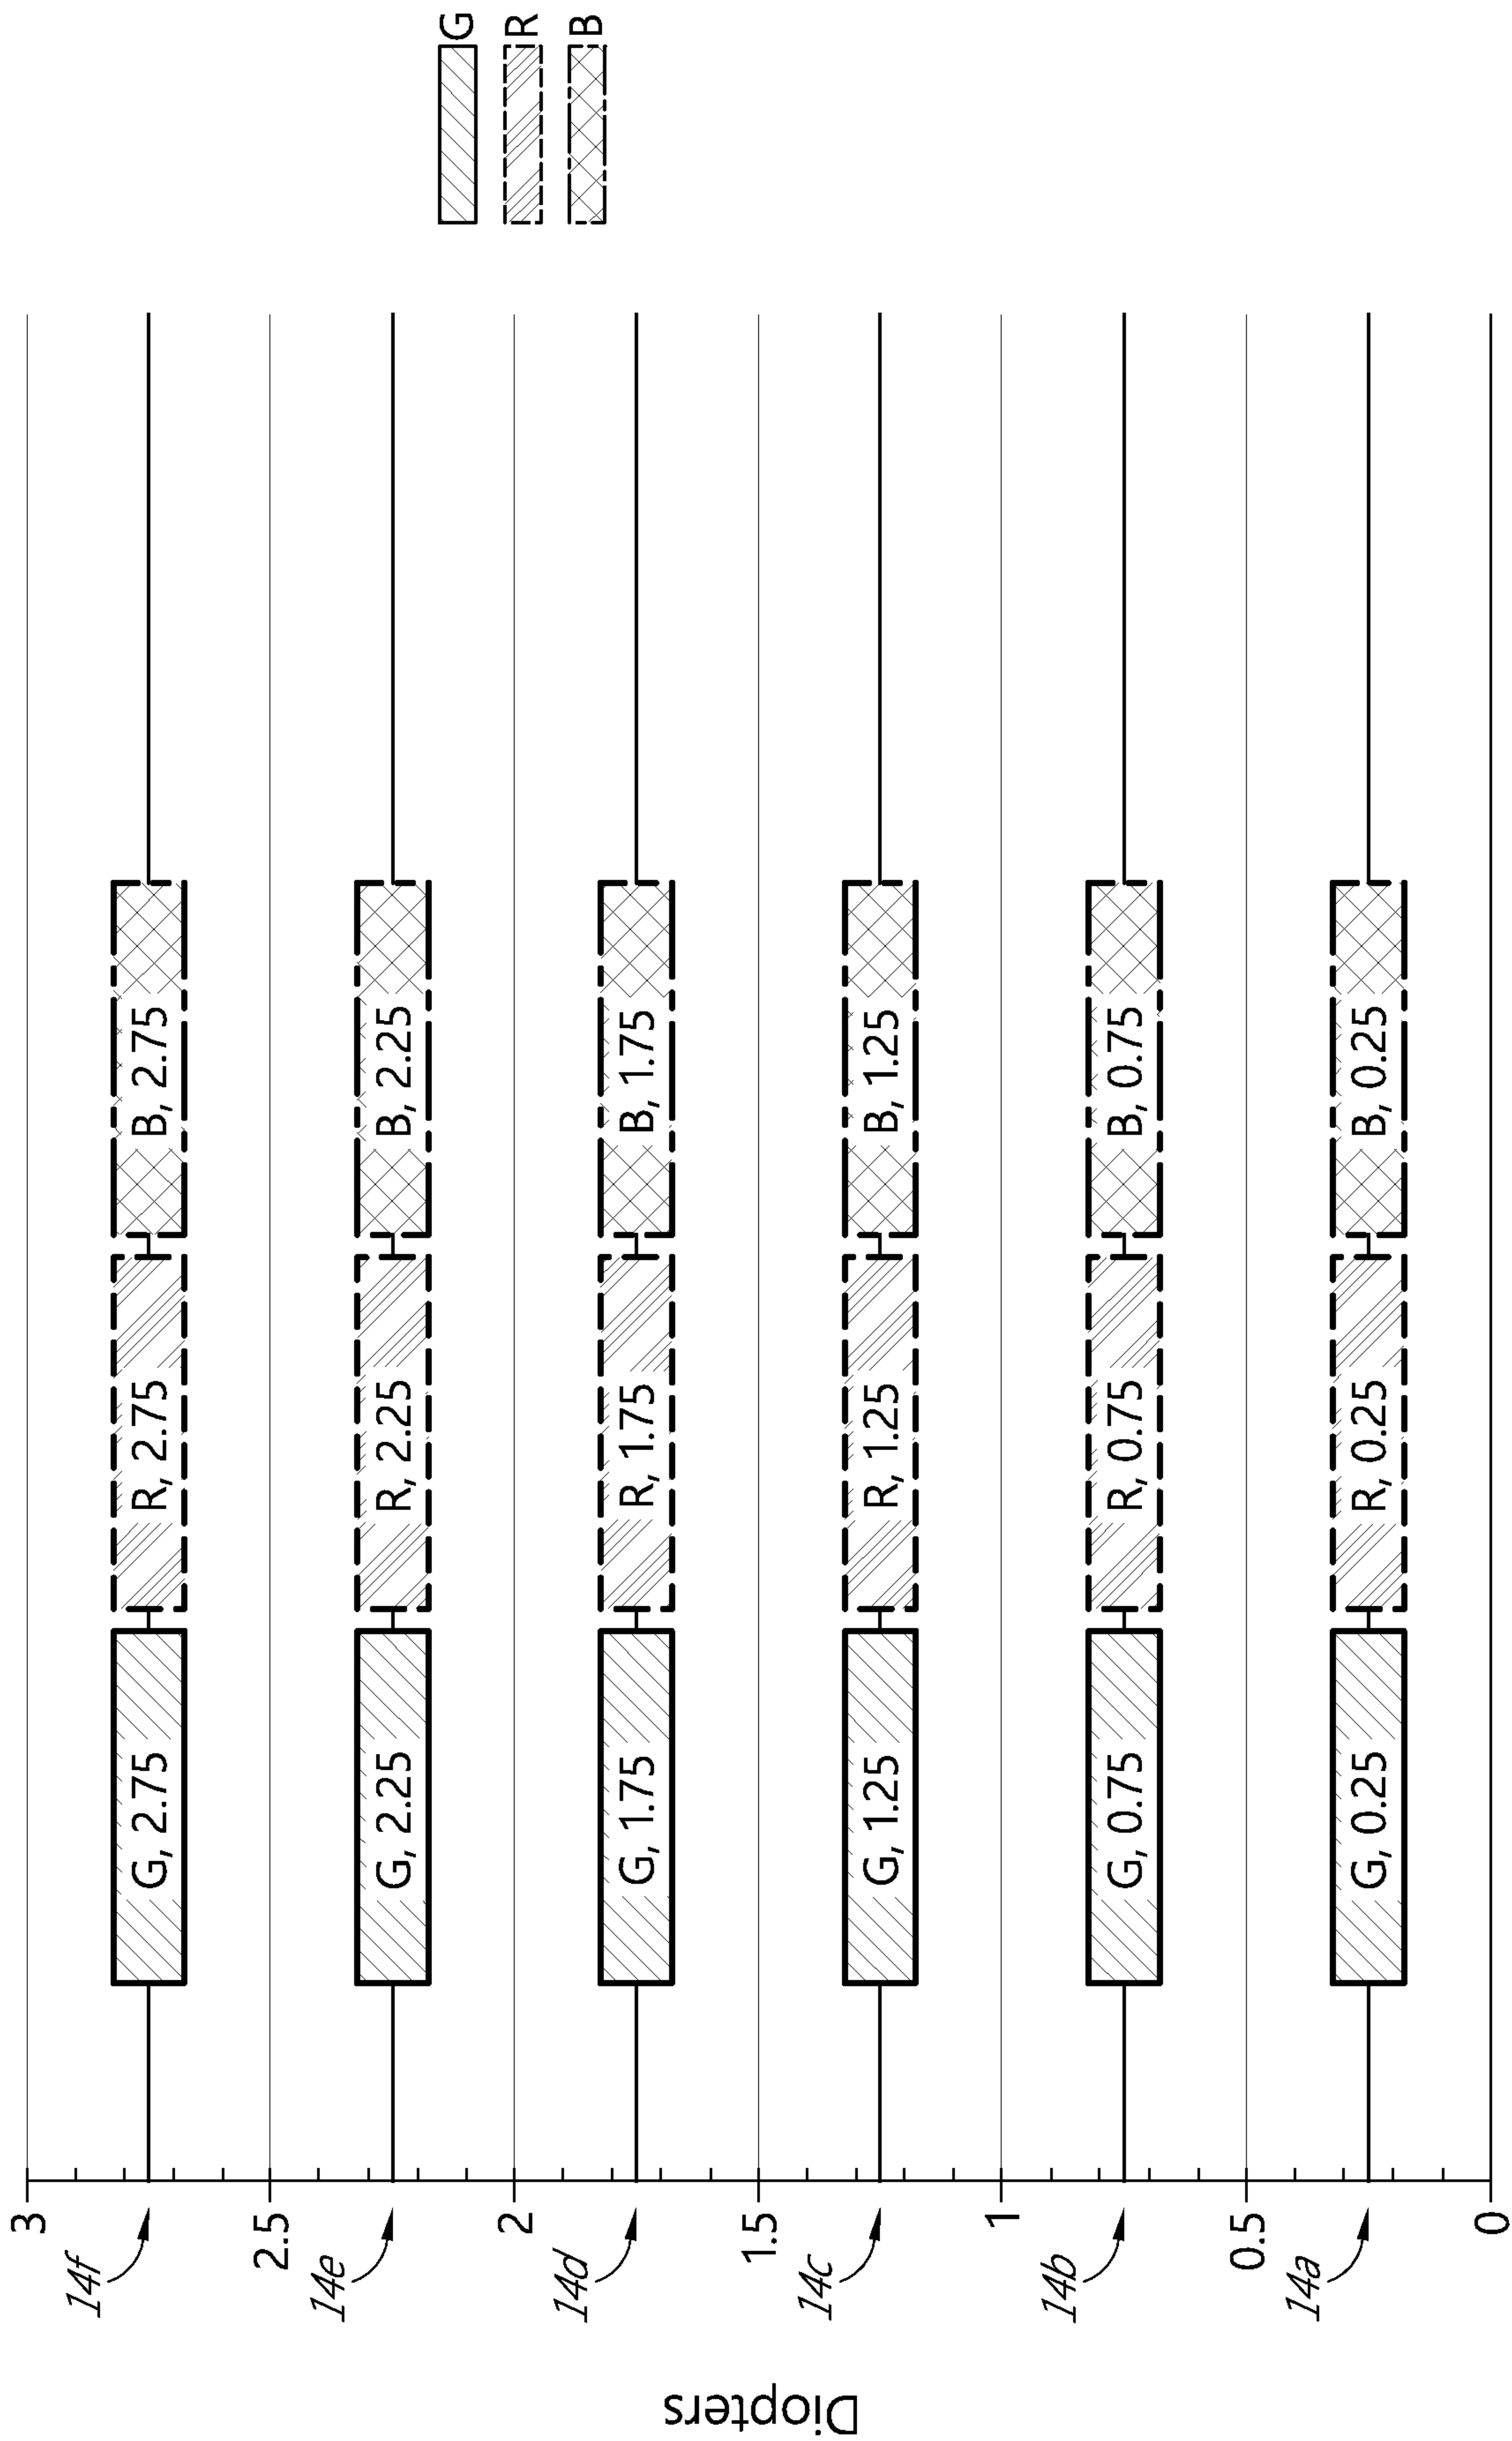 Diopters
3
14f
G, 2.75 R, 2.75 B, 2.75
2.5
14e
G, 2.25 R, 2.25 B, 2.25
2
14d
G, 1.75 R, 1.75 B, 1.75
1.5
14c
G, 1.25 R, 1.25 B, 1.25
1
14b
G, 0.75 R, 0.75 B, 0.75
0.5
14a
G, 0.25 R, 0.25 B, 0.25
0
G
R
B